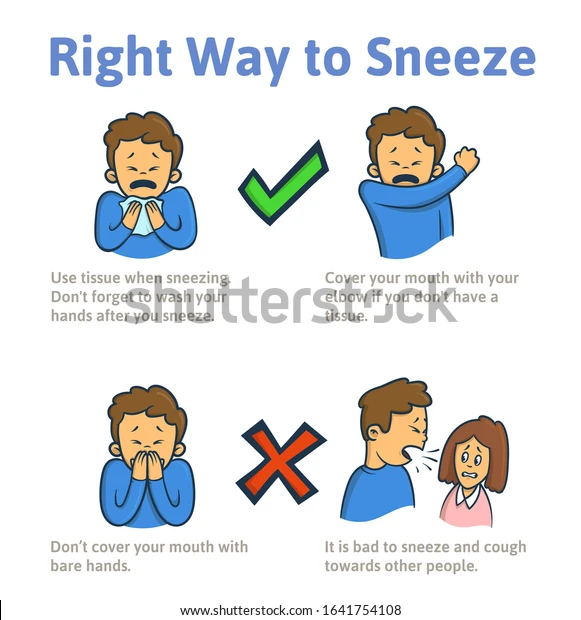 Right Way to Sneeze
Use tissue when sneezing.
Don't forget to wash your
hands after you sneeze.
Cover your mouth with your
elbow if you don't have a
tissue.
shutterstock
Don’t cover your mouth with
bare hands.
It is bad to sneeze and cough
towards other people.
www.shutterstock.com · 1641754108